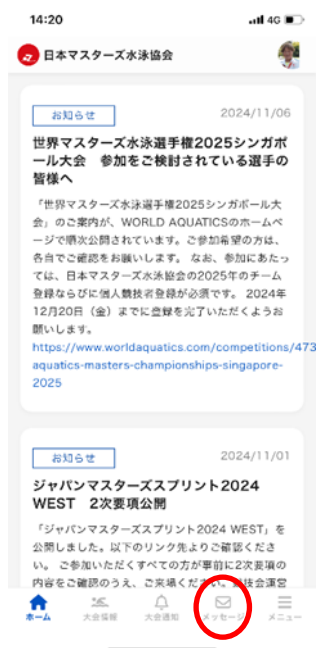 14:20
4G
日本マスターズ水泳協会
お知らせ
2024/11/06
世界マスターズ水泳選手権2025シンガポ
ール大会 参加をご検討されている選手の
皆様へ
「世界マスターズ水泳選手権2025シンガポール大
会」のご案内が、WORLD AQUATICSのホームペ
ージで順次公開されています。ご参加希望の方は、
各自でご確認をお願いします。 なお、参加にあたっ
ては、日本マスターズ水泳協会の2025年のチーム
登録ならびに個人競技者登録が必須です。 2024年
12月20日（金）までに登録を完了いただくようお
願いします。
https://www.worldaquatics.com/competitions/473
aquatics-masters-championships-singapore-
2025
お知らせ
2024/11/01
ジャパンマスターズスプリント2024
WEST 2次要項公開
「ジャパンマスターズスプリント2024 WEST」を
公開しました。以下のリンク先よりご確認くださ
い。 ご参加いただくすべての方が事前に2次要項の
内容をご確認のうえ、ご来場ください。 技会運営
ホーム
大会情報
大会通知
メッセージ
メニュー